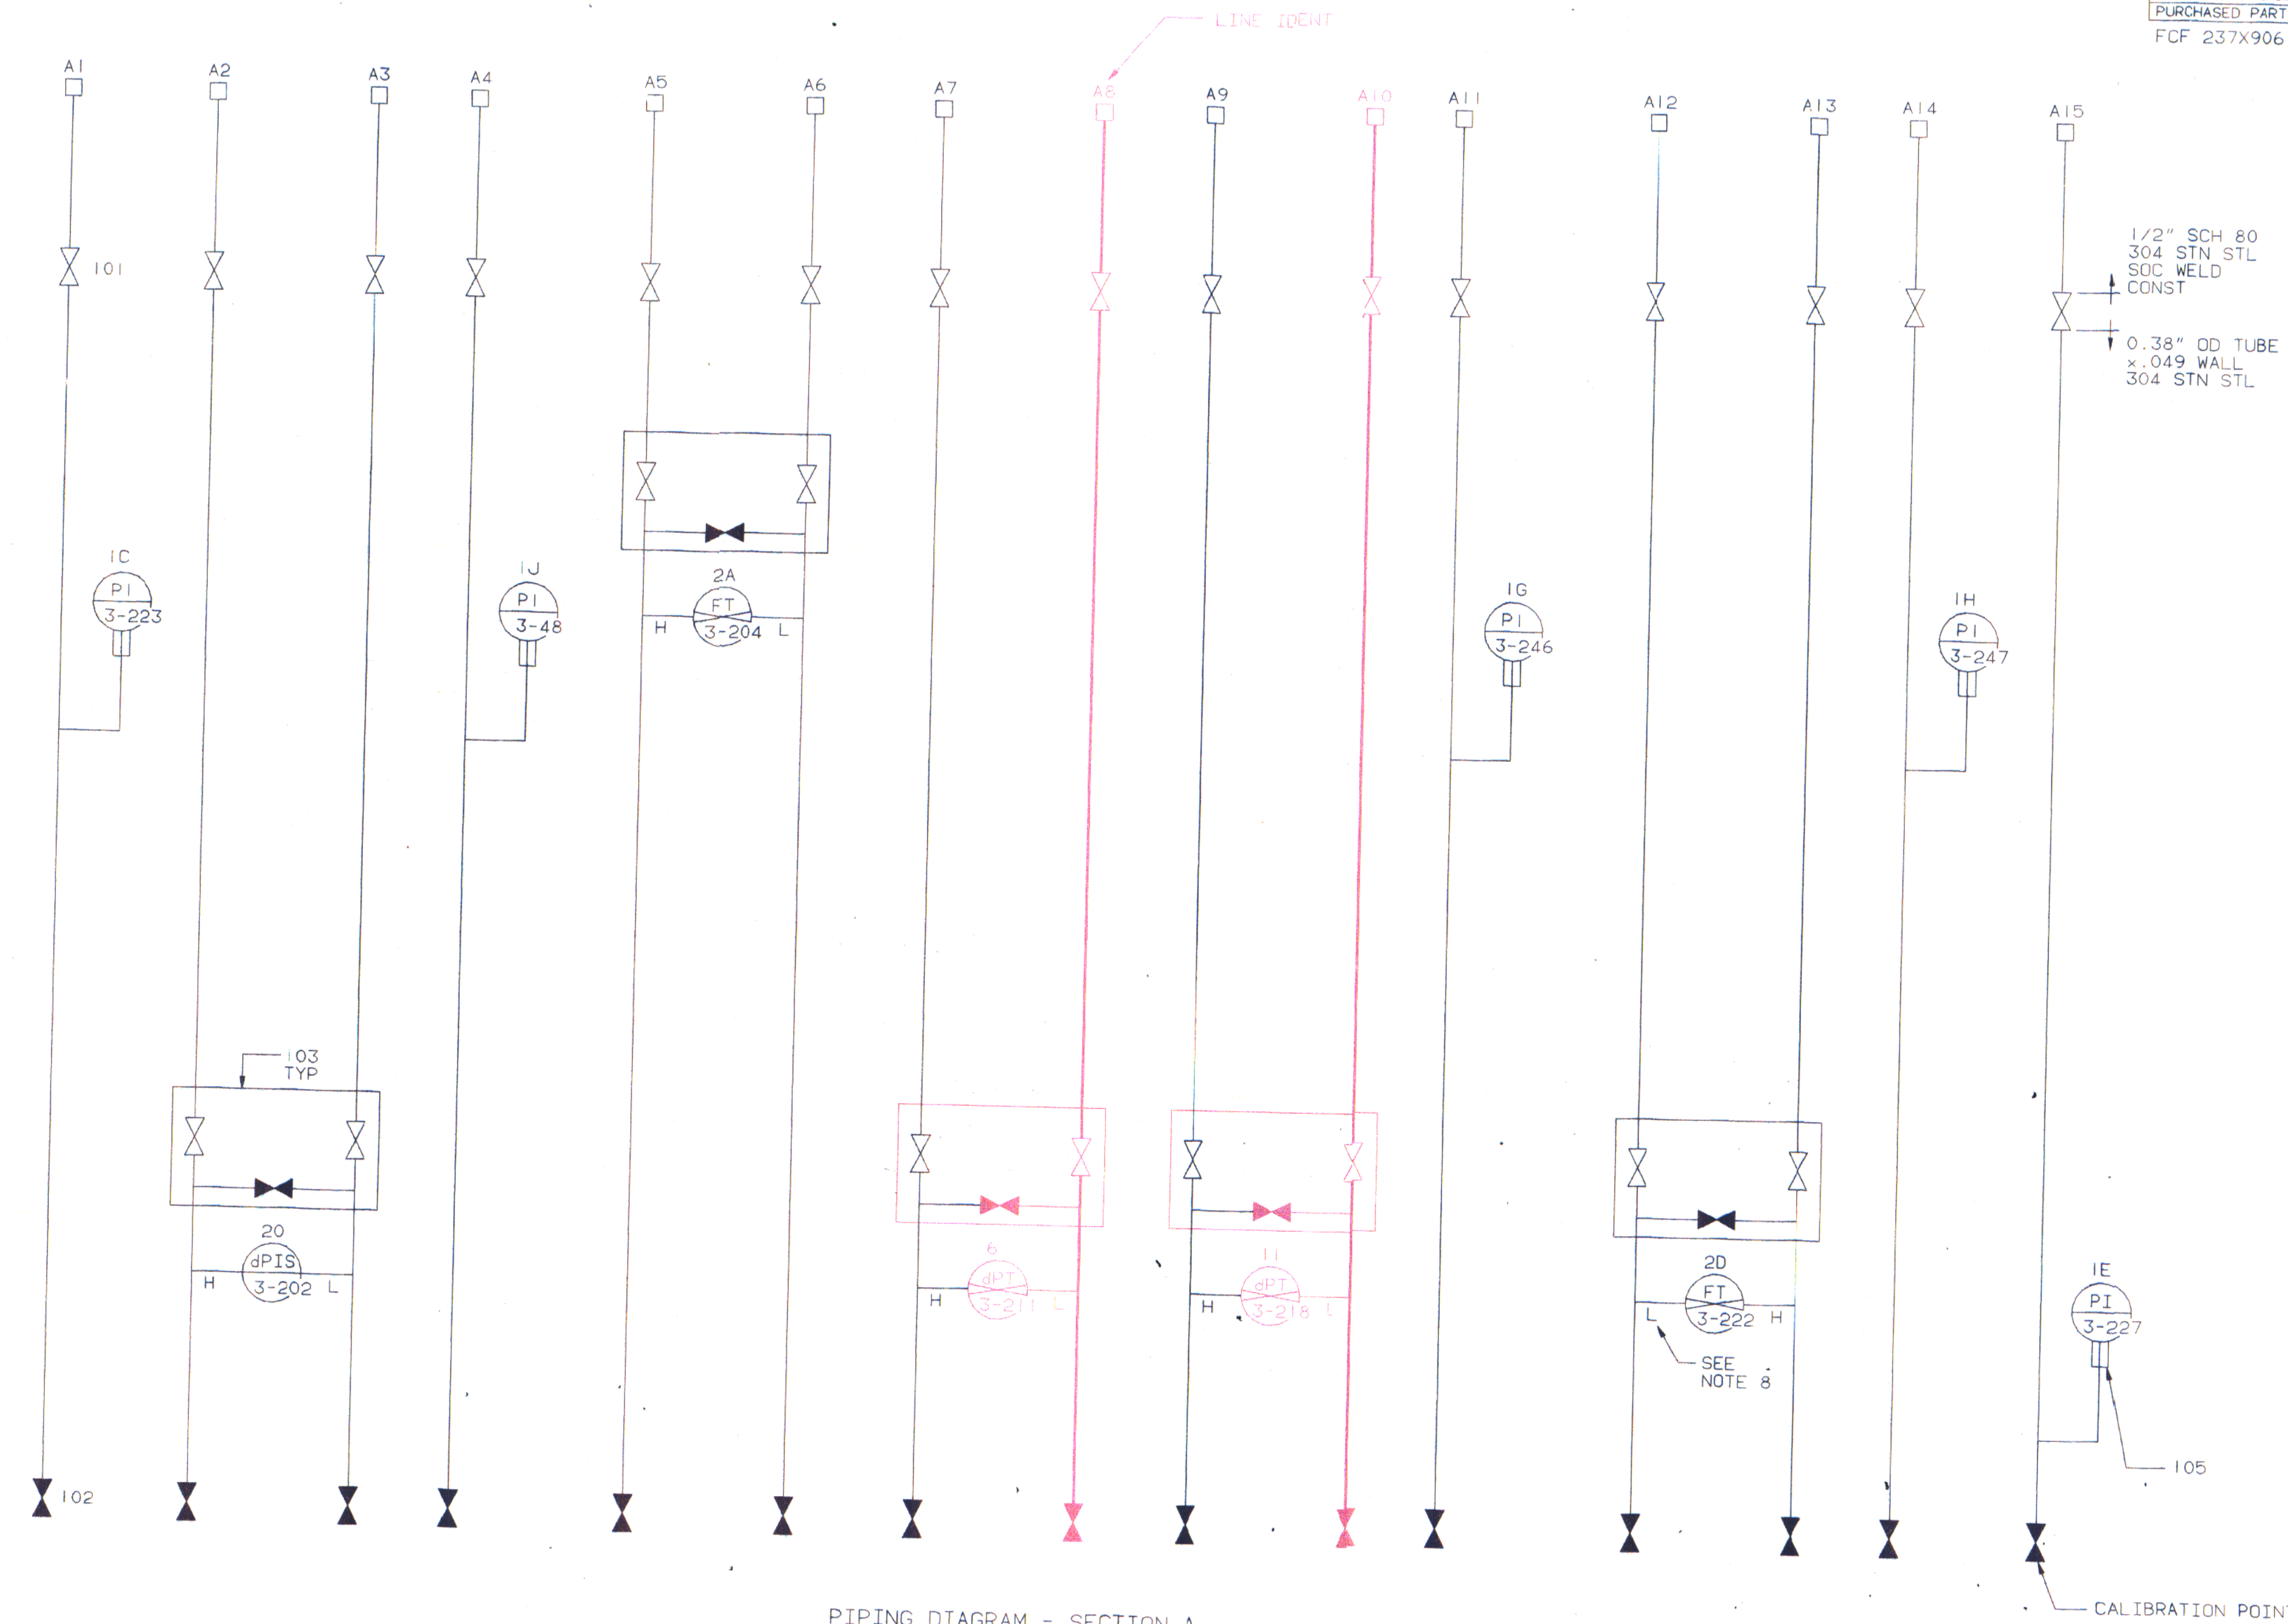 LINE IDENT
PURCHASED PART
FCF 237X906
A1
A2
A3
A4
A5
A6
A7
A8
A9
A10
A11
A12
A13
A14
A15
101
1/2" SCH 80
304 STN STL
SOC WELD
CONST
0.38" OD TUBE
x.049 WALL
304 STN STL
1C
PI
3-223
1J
PI
3-48
2A
FT
3-204
H
L
1G
PI
3-246
1H
PI
3-247
103
TYP
20
dPIS
3-202
H
L
6
dPT
3-211
H
L
11
dPT
3-218
H
L
2D
FT
3-222
L
H
SEE
NOTE 8
1E
PI
3-227
105
102
CALIBRATION POINT
PIPING DIAGRAM - SECTION A